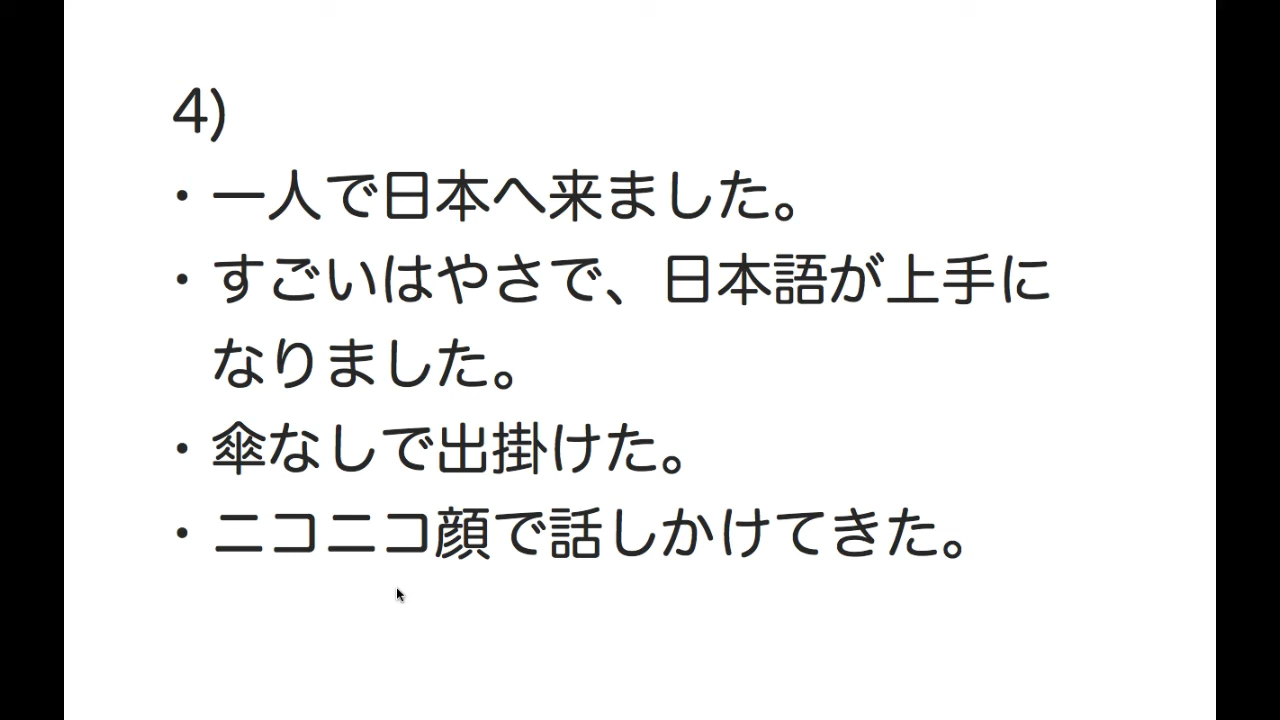 4)
・一人で日本へ来ました。
・すごいはやさで、日本語が上手に
なりました。
・傘なしで出掛けた。
・ニコニコ顔で話しかけてきた。